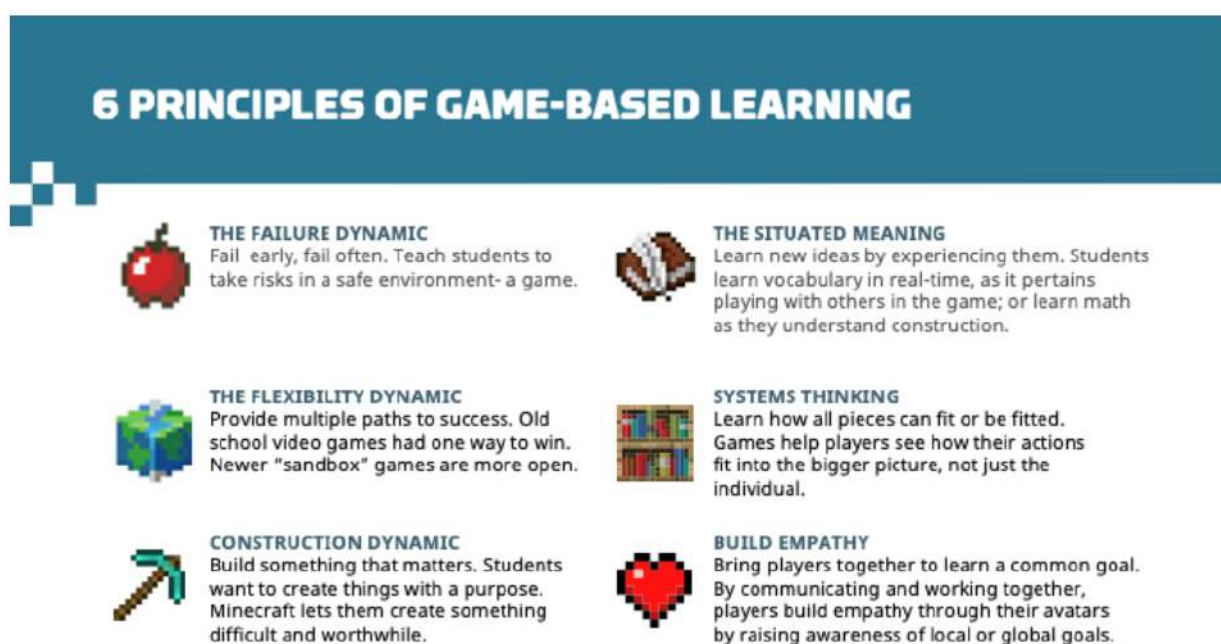 6 PRINCIPLES OF GAME-BASED LEARNING
THE FAILURE DYNAMIC
Fail early, fail often. Teach students to
take risks in a safe environment- a game.
THE SITUATED MEANING
Learn new ideas by experiencing them. Students
learn vocabulary in real-time, as it pertains
playing with others in the game; or learn math
as they understand construction.
THE FLEXIBILITY DYNAMIC
Provide multiple paths to success. Old
school video games had one way to win.
Newer “sandbox” games are more open.
SYSTEMS THINKING
Learn how all pieces can fit or be fitted.
Games help players see how their actions
fit into the bigger picture, not just the
individual.
CONSTRUCTION DYNAMIC
Build something that matters. Students
want to create things with a purpose.
Minecraft lets them create something
difficult and worthwhile.
BUILD EMPATHY
Bring players together to learn a common goal.
By communicating and working together,
players build empathy through their avatars
by raising awareness of local or global goals.